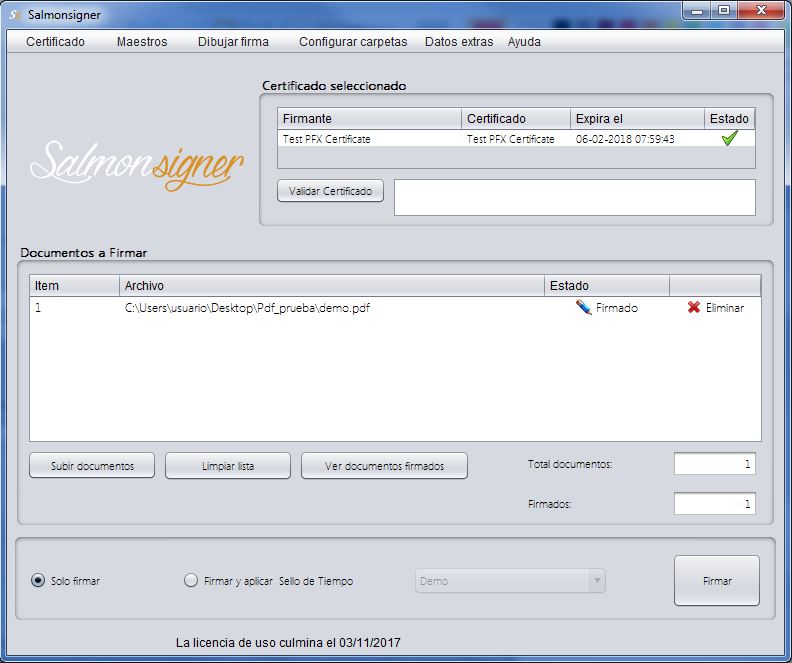 Salmonsigner
Certificado Maestros Dibujar firma Configurar carpetas Datos extras Ayuda
Salmonsigner
Certificado seleccionado
Firmante Certificado Expira el Estado
Test PFX Certificate Test PFX Certificate 06-02-2018 07:59:43
Validar Certificado
Documentos a Firmar
Item Archivo Estado
1 C:\Users\usuario\Desktop\Pdf_prueba\demo.pdf Firmado Eliminar
Subir documentos Limpiar lista Ver documentos firmados Total documentos: 1
Firmados: 1
Solo firmar Firmar y aplicar Sello de Tiempo Demo Firmar
La licencia de uso culmina el 03/11/2017